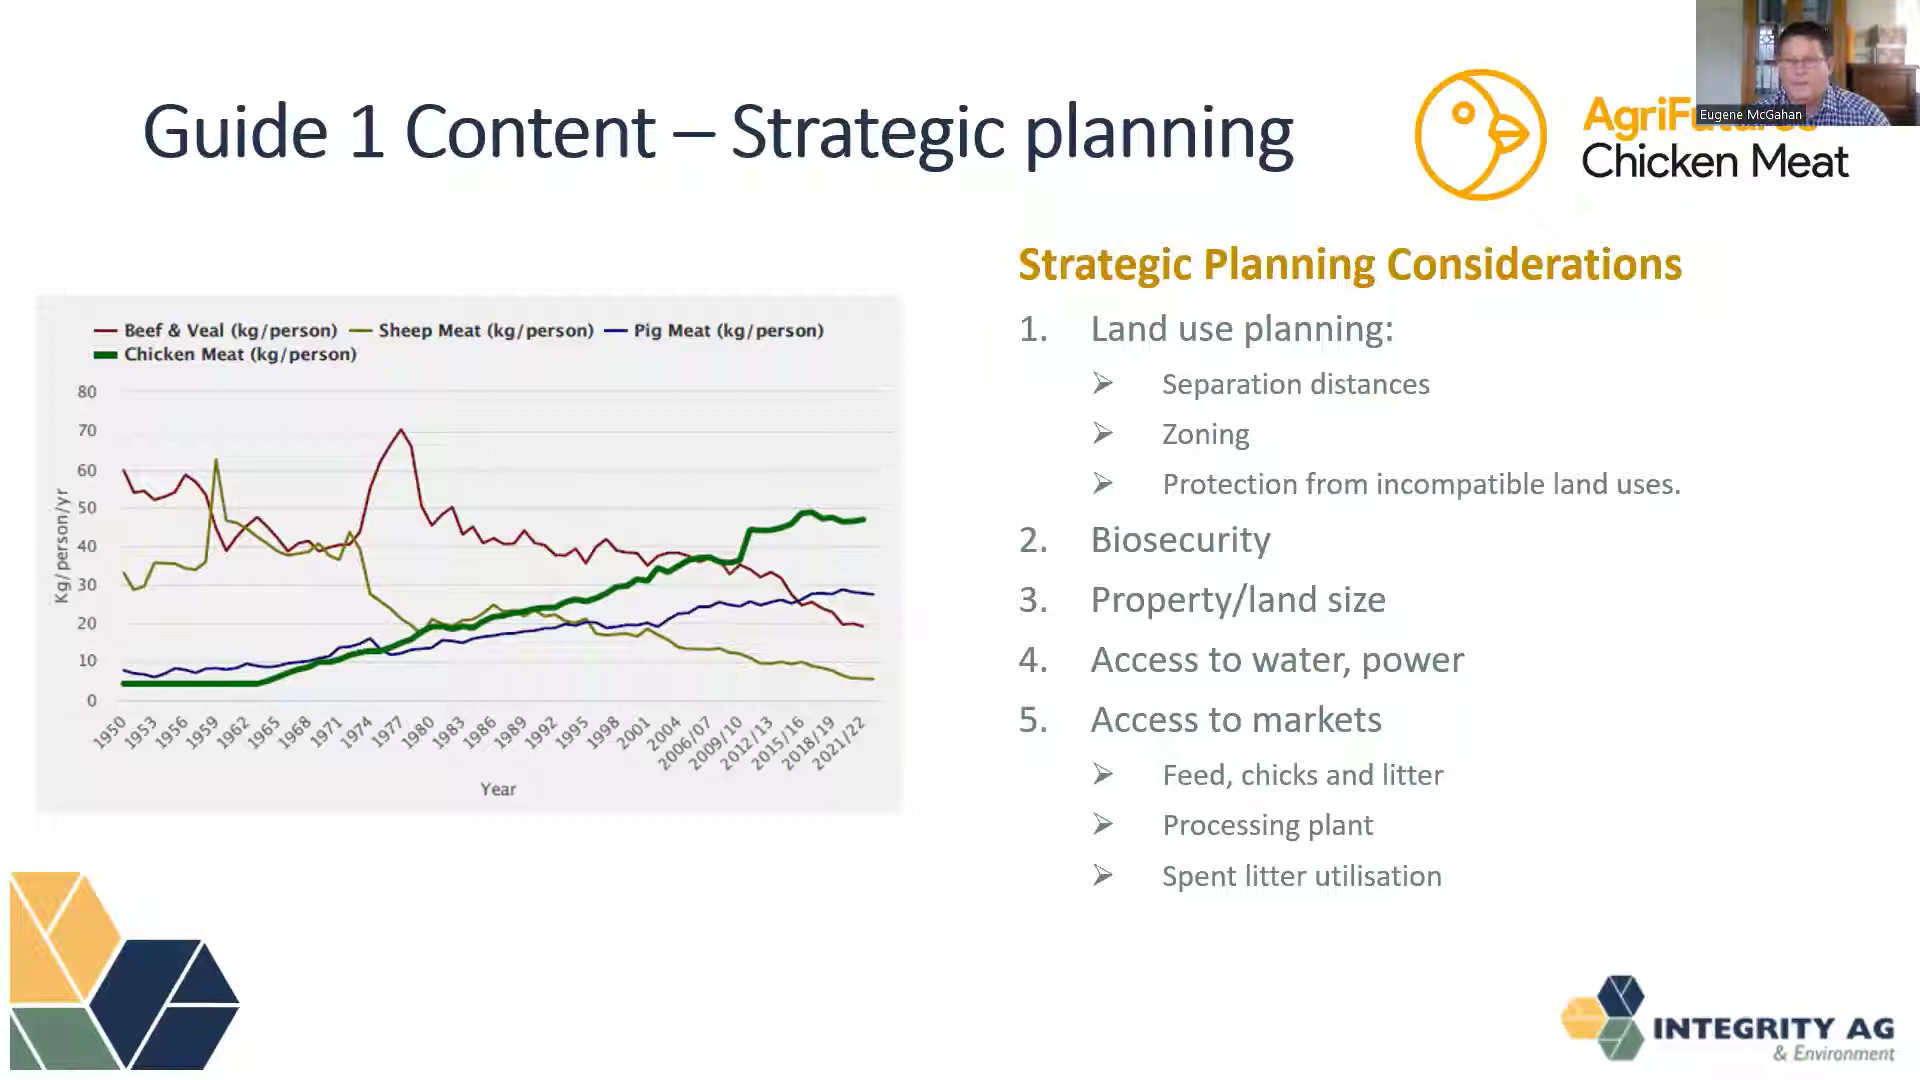 Guide 1 Content – Strategic planning
Eugene McGahan
Chicken Meat
Beef & Veal (kg/person) Sheep Meat (kg/person) Pig Meat (kg/person)
Chicken Meat (kg/person)
80
70
60
50
40
30
20
10
0
Kg/person/yr
1950 1953 1956 1959 1962 1965 1968 1971 1974 1977 1980 1983 1986 1989 1992 1995 1998 2001 2004 2006/07 2009/10 2012/13 2015/16 2018/19 2021/22
Year
Strategic Planning Considerations
1. Land use planning:
➢ Separation distances
➢ Zoning
➢ Protection from incompatible land uses.
2. Biosecurity
3. Property/land size
4. Access to water, power
5. Access to markets
➢ Feed, chicks and litter
➢ Processing plant
➢ Spent litter utilisation
INTEGRITY AG
& Environment